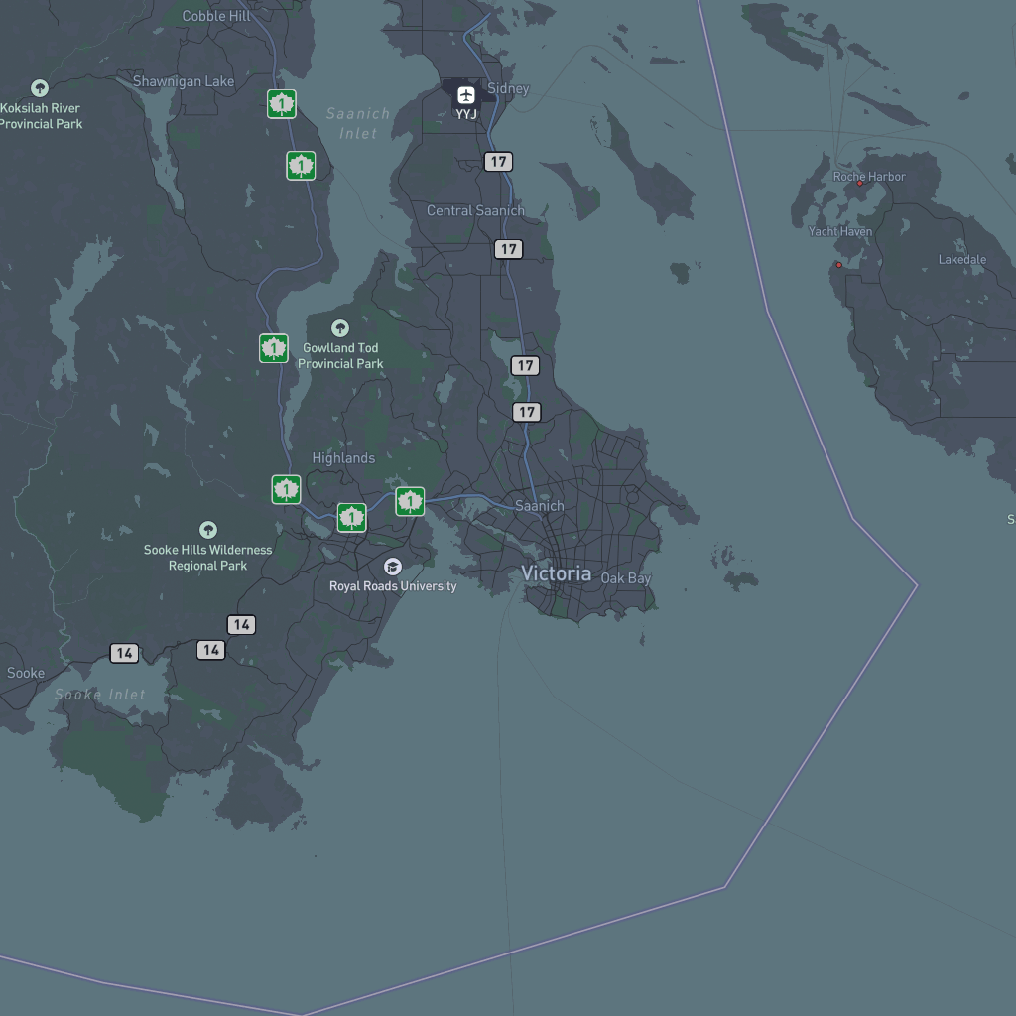 Cobble Hill
Shawnigan Lake
Koksilah River
Provincial Park
1
Saanich
Inlet
YYJ
Sidney
17
1
Roche Harbor
Central Saanich
Yacht Haven
17
Lakedale
1
Gowlland Tod
Provincial Park
17
17
Highlands
1
1
1
Saanich
S
Sooke Hills Wilderness
Regional Park
Royal Roads University
Victoria
Oak Bay
14
14
14
Sooke
Sooke Inlet